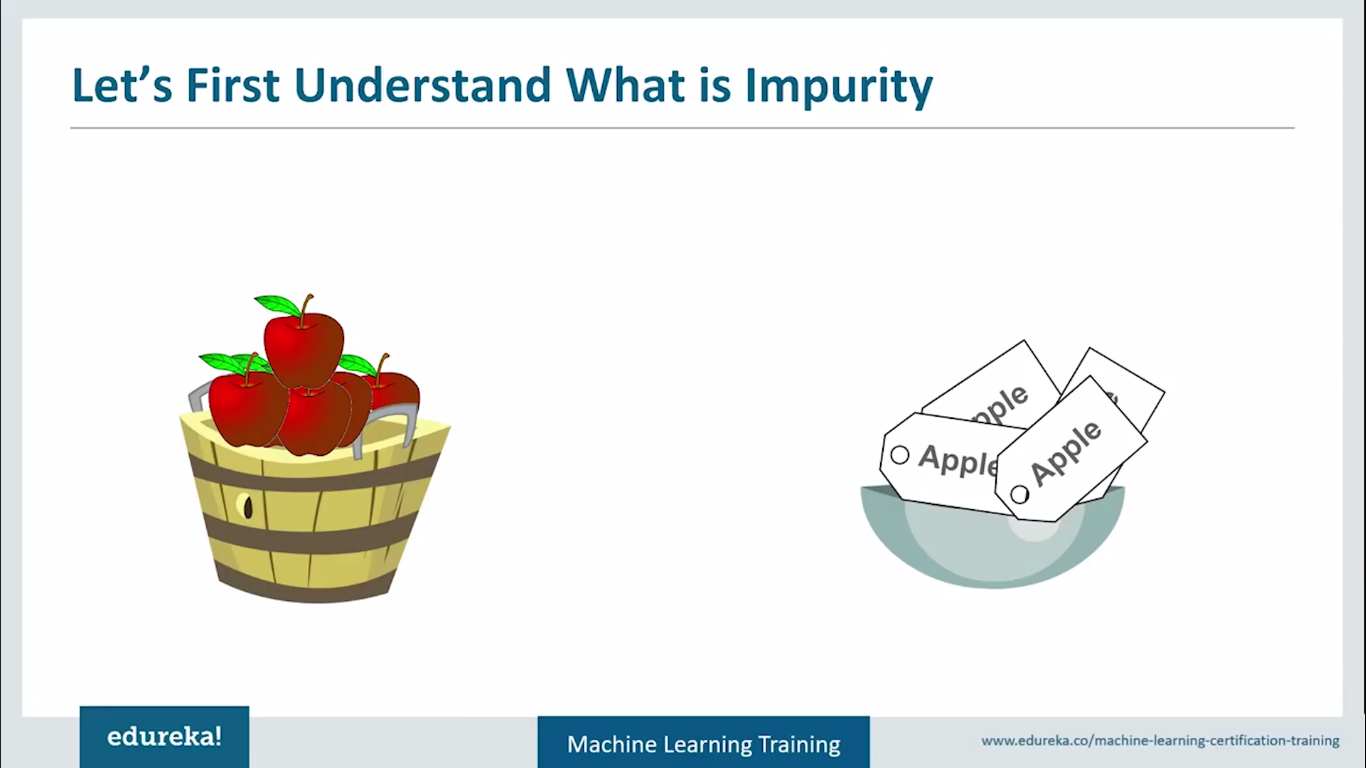 Let's First Understand What is Impurity
Apple
Apple
edureka!
Machine Learning Training
www.edureka.co/machine-learning-certification-training